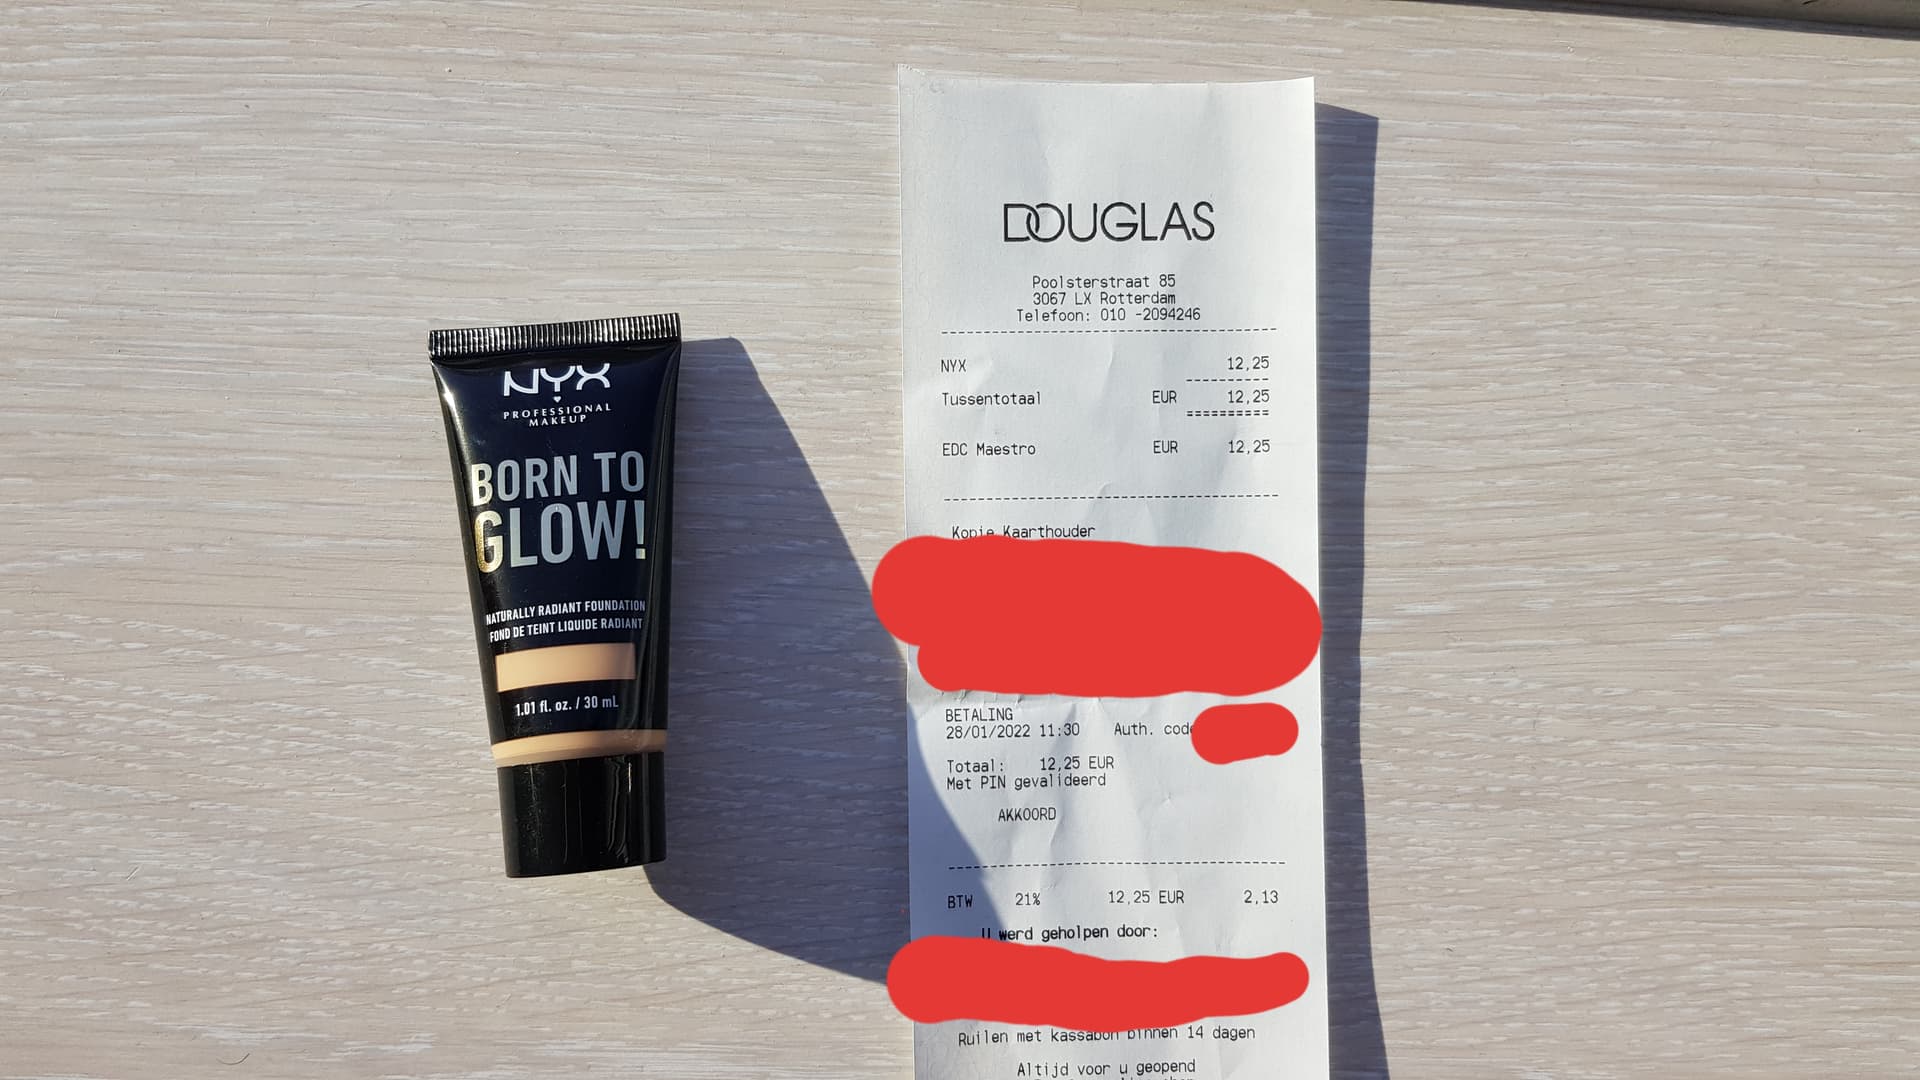 NYX
PROFESSIONAL
MAKEUP
BORN TO
GLOW!
NATURALLY RADIANT FOUNDATION
FOND DE TEINT LIQUIDE RADIANT
1.01 fl. oz. / 30 mL
DOUGLAS
Poolsterstraat 85
3067 LX Rotterdam
Telefoon: 010 -2094246
NYX 12,25
Tussentotaal EUR 12,25
EDC Maestro EUR 12,25
Kopie Kaarthouder
BETALING
28/01/2022 11:30 Auth. code
Totaal: 12,25 EUR
Met PIN gevalideerd
AKKOORD
BTW 21% 12,25 EUR 2,13
U werd geholpen door:
Ruilen met kassabon binnen 14 dagen
Altijd voor u geopend